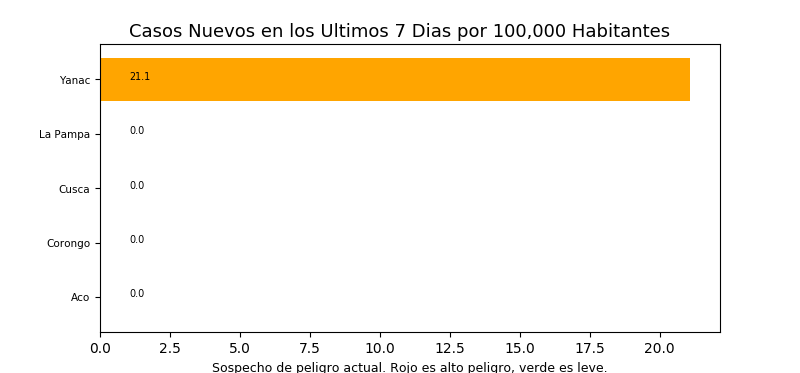 Casos Nuevos en los Ultimos 7 Dias por 100,000 Habitantes
Yanac 21.1
La Pampa 0.0
Cusca 0.0
Corongo 0.0
Aco 0.0
0.0 2.5 5.0 7.5 10.0 12.5 15.0 17.5 20.0
Sospecho de peligro actual. Rojo es alto peligro, verde es leve.